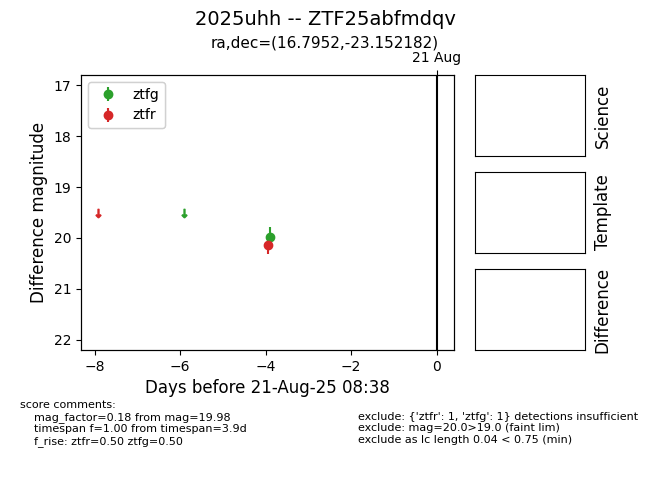 2025uhh -- ZTF25abfmdqv
ra,dec=(16.7952,-23.152182)
21 Aug
ztfg
ztfr
17
18
19
20
21
22
Difference magnitude
−8
−6
−4
−2
0
Days before 21-Aug-25 08:38
Science
Template
Difference
score comments:
mag_factor=0.18 from mag=19.98
timespan f=1.00 from timespan=3.9d
f_rise: ztfr=0.50 ztfg=0.50
exclude: {'ztfr': 1, 'ztfg': 1} detections insufficient
exclude: mag=20.0>19.0 (faint lim)
exclude as lc length 0.04 < 0.75 (min)